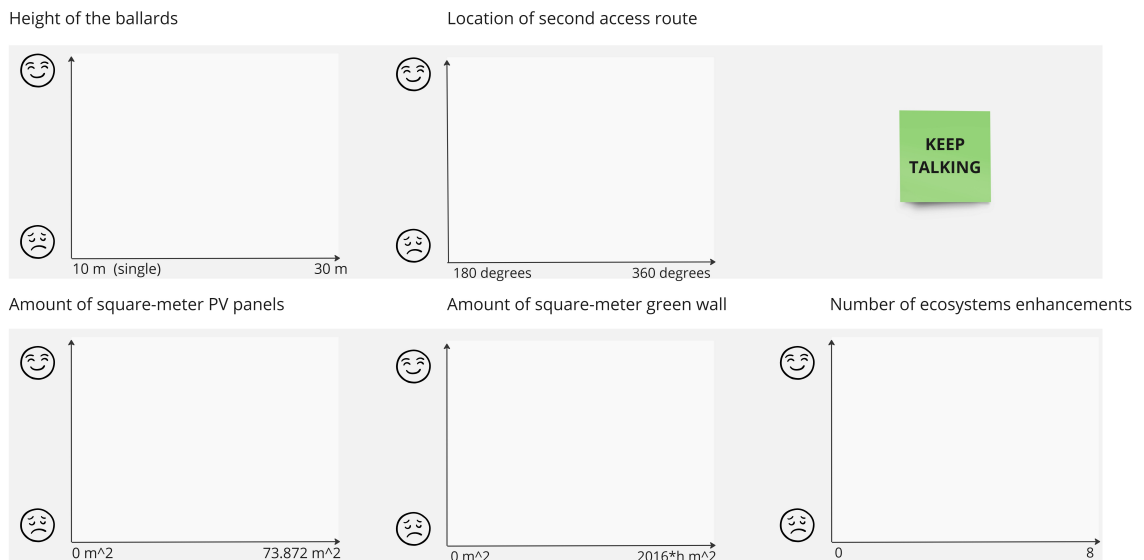 Height of the ballards
Location of second access route
KEEP
TALKING
10 m (single)
30 m
180 degrees
360 degrees
Amount of square-meter PV panels
Amount of square-meter green wall
Number of ecosystems enhancements
0 m^2
73.872 m^2
0 m^2
2016*h m^2
0
8